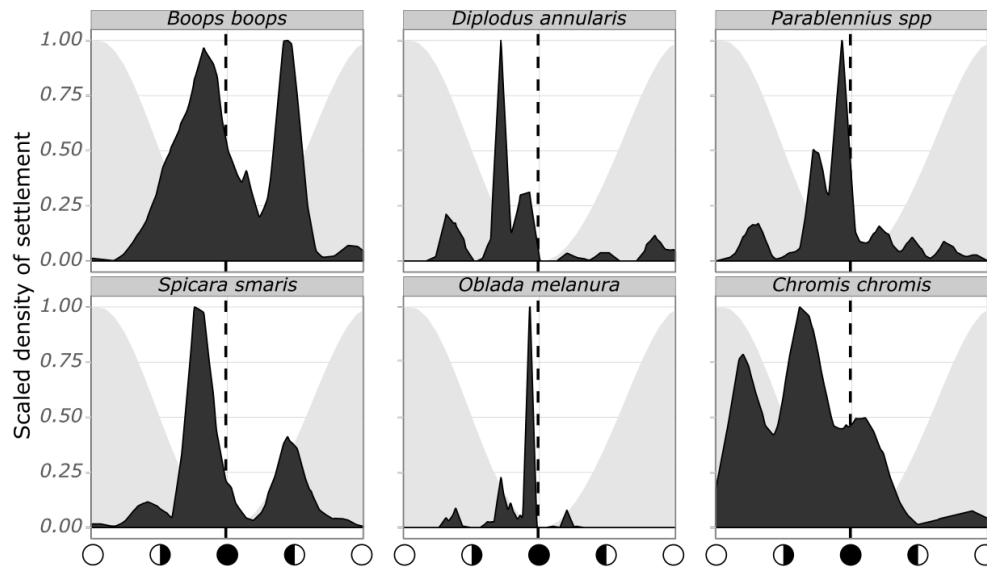 Boops boops
Diplodus annularis
Parablennius spp
1.00
0.75
0.50
0.25
0.00
Scaled density of settlement
Spicara smaris
Oblada melanura
Chromis chromis
1.00
0.75
0.50
0.25
0.00